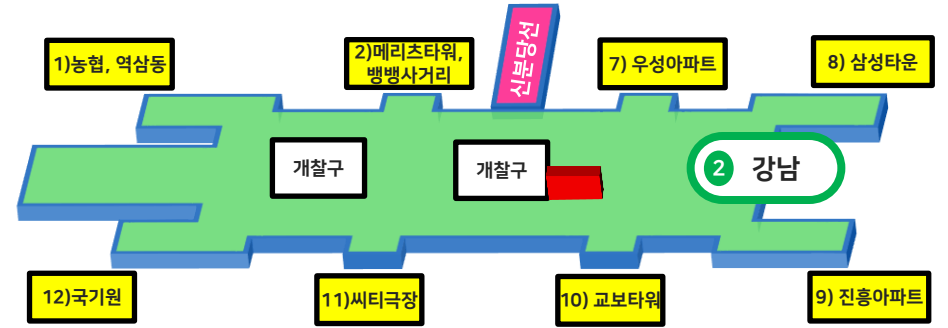 신분당선
1)농협, 역삼동
2)메리츠타워,
뱅뱅사거리
7) 우성아파트
8) 삼성타운
개찰구
개찰구
2 강남
12)국기원
11)씨티극장
10) 교보타워
9) 진흥아파트